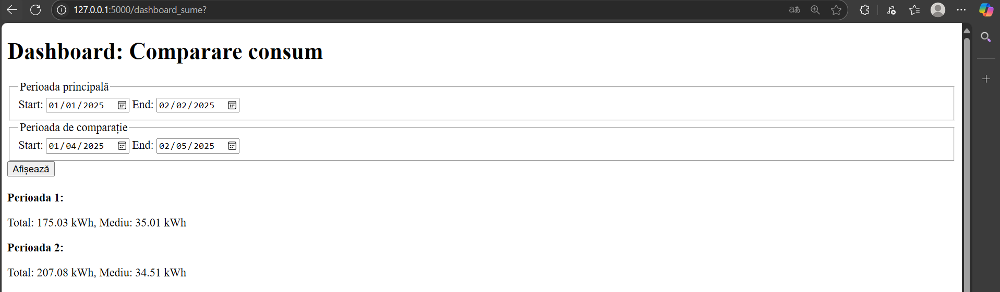 127.0.0.1:5000/dashboard_sume?
Dashboard: Comparare consum
Perioada principală
Start: 01/01/2025 End: 02/02/2025
Perioada de comparație
Start: 01/04/2025 End: 02/05/2025
Afișează
Perioada 1:
Total: 175.03 kWh, Mediu: 35.01 kWh
Perioada 2:
Total: 207.08 kWh, Mediu: 34.51 kWh